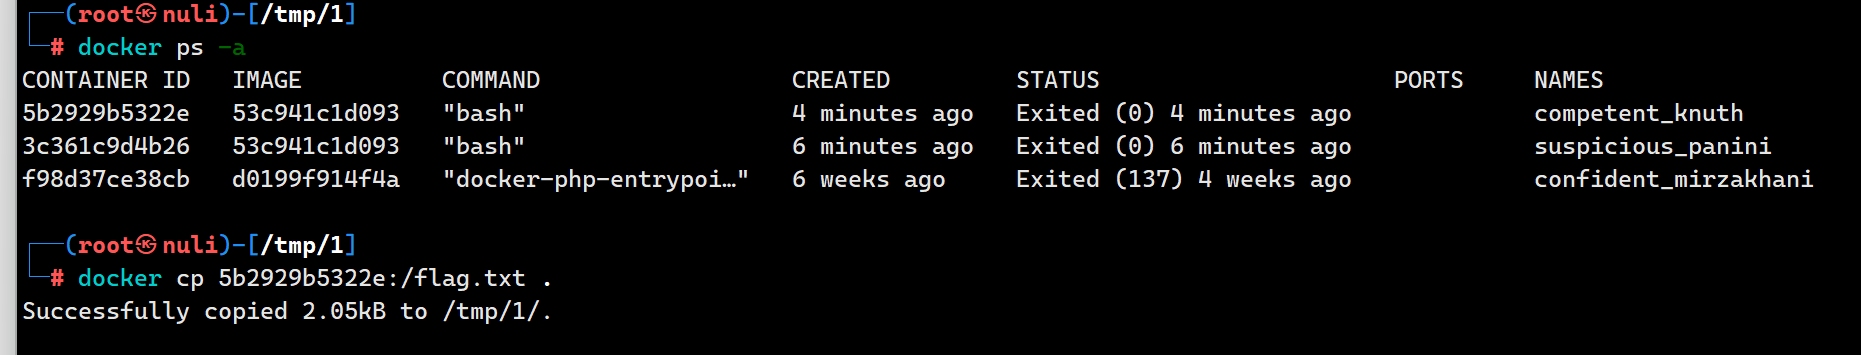 ┌──(root㉿nuli)-[/tmp/1]
└─# docker ps -a
CONTAINER ID   IMAGE          COMMAND                  CREATED         STATUS                     PORTS     NAMES
5b2929b5322e   53c941c1d093   "bash"                   4 minutes ago   Exited (0) 4 minutes ago             competent_knuth
3c361c9d4b26   53c941c1d093   "bash"                   6 minutes ago   Exited (0) 6 minutes ago             suspicious_panini
f98d37ce38cb   d0199f914f4a   "docker-php-entrypoi…"   6 weeks ago     Exited (137) 4 weeks ago             confident_mirzakhani
┌──(root㉿nuli)-[/tmp/1]
└─# docker cp 5b2929b5322e:/flag.txt .
Successfully copied 2.05kB to /tmp/1/.